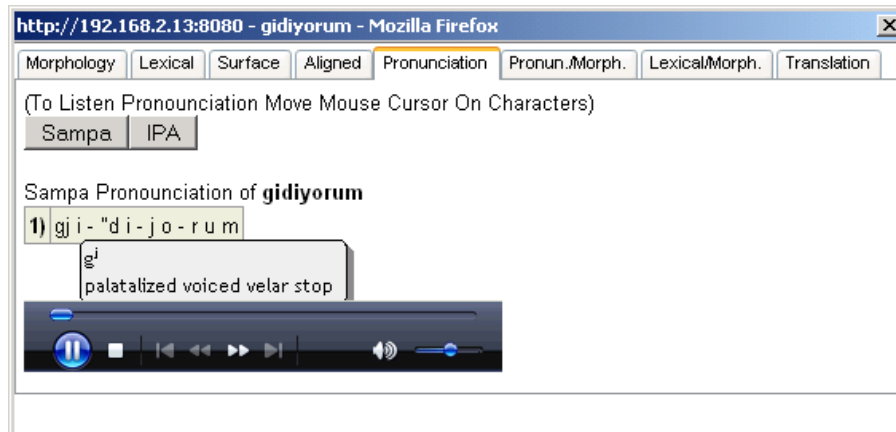 http://192.168.2.13:8080 - gidiyorum - Mozilla Firefox
Morphology Lexical Surface Aligned Pronunciation Pronun./Morph. Lexical/Morph. Translation
(To Listen Pronounciation Move Mouse Cursor On Characters)
Sampa IPA
Sampa Pronounciation of gidiyorum
1) gj i - "d i - j o - r u m
gʲ
palatalized voiced velar stop